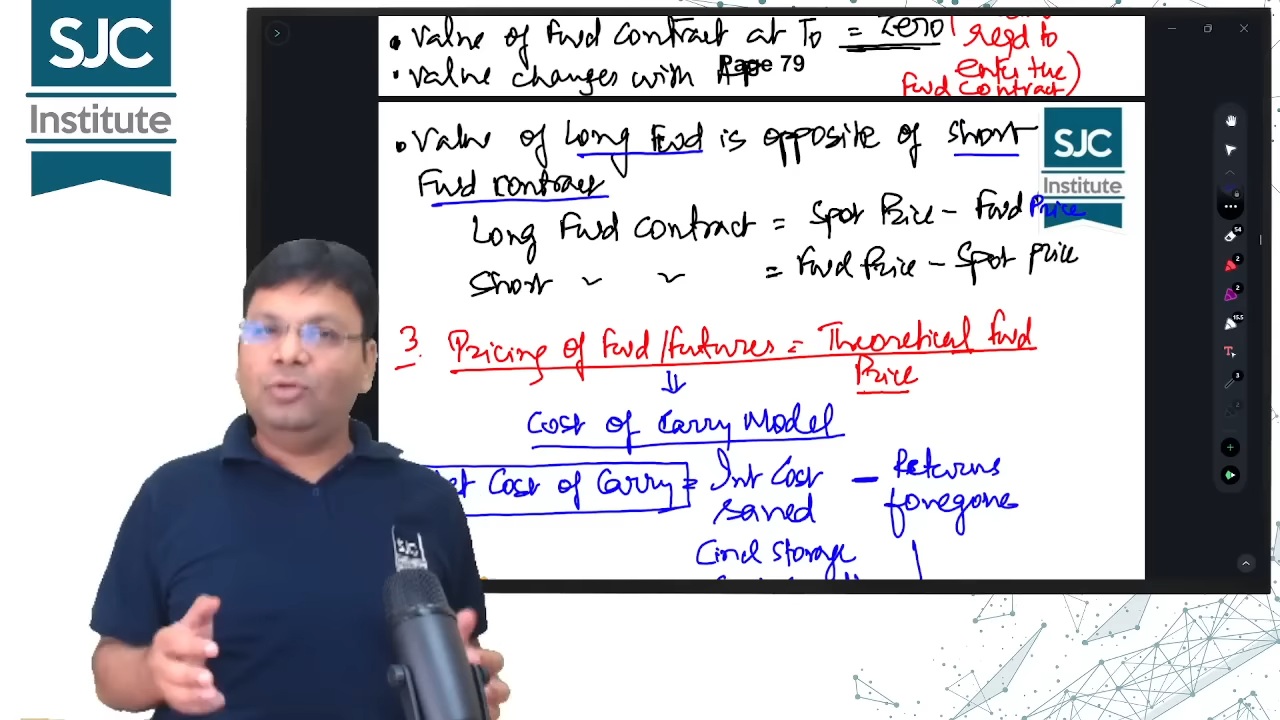 SJC
Institute
• Value of Fwd Contract at T0 = Zero
reqd to
enter the
Fwd Contract)
• Value changes with
Page 79
• Value of Long Fwd is opposite of Short
Fwd contract
SJC
Institute
Long Fwd contract = Spot Price - Fwd Price
Short " " = Fwd Price - Spot price
3. Pricing of Fwd/Futures = Theoretical Fwd
Price
Cost of Carry Model
Cost of Carry = Int Cost - Returns
saved foregone
(incl storage
SJC